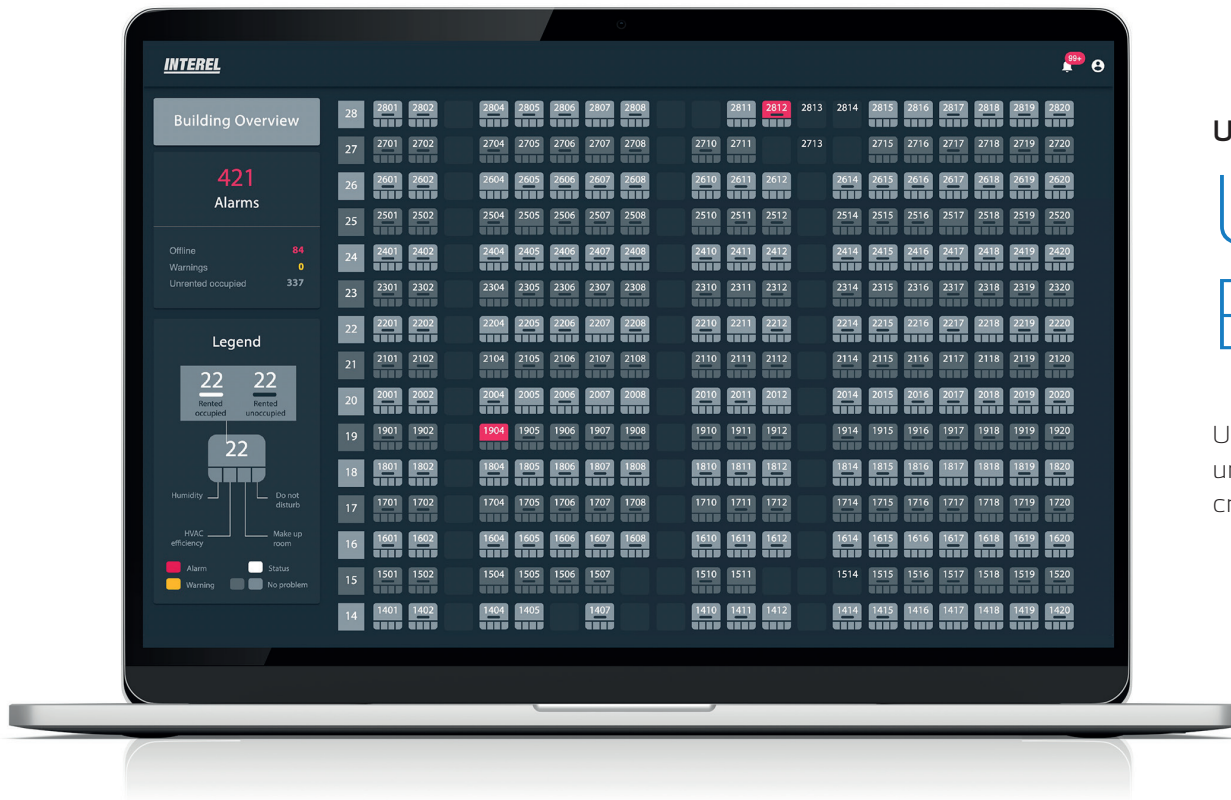 INTEREL
99+
Building Overview
421
Alarms
Offline 84
Warnings 0
Unrented occupied 337
Legend
22 22
Rented occupied Rented unoccupied
22
Humidity Do not disturb
HVAC efficiency Make up room
Alarm Status
Warning No problem
28 2801 2802 2804 2805 2806 2807 2808 2811 2812 2813 2814 2815 2816 2817 2818 2819 2820
27 2701 2702 2704 2705 2706 2707 2708 2710 2711 2713 2715 2716 2717 2718 2719 2720
26 2601 2602 2604 2605 2606 2607 2608 2610 2611 2612 2614 2615 2616 2617 2618 2619 2620
25 2501 2502 2504 2505 2506 2507 2508 2510 2511 2512 2514 2515 2516 2517 2518 2519 2520
24 2401 2402 2404 2405 2406 2407 2408 2410 2411 2412 2414 2415 2416 2417 2418 2419 2420
23 2301 2302 2304 2305 2306 2307 2308 2310 2311 2312 2314 2315 2316 2317 2318 2319 2320
22 2201 2202 2204 2205 2206 2207 2208 2210 2211 2212 2214 2215 2216 2217 2218 2219 2220
21 2101 2102 2104 2105 2106 2107 2108 2110 2111 2112 2114 2115 2116 2117 2118 2119 2120
20 2001 2002 2004 2005 2006 2007 2008 2010 2011 2012 2014 2015 2016 2017 2018 2019 2020
19 1901 1902 1904 1905 1906 1907 1908 1910 1911 1912 1914 1915 1916 1917 1918 1919 1920
18 1801 1802 1804 1805 1806 1807 1808 1810 1811 1812 1814 1815 1816 1817 1818 1819 1820
17 1701 1702 1704 1705 1706 1707 1708 1710 1711 1712 1714 1715 1716 1717 1718 1719 1720
16 1601 1602 1604 1605 1606 1607 1608 1610 1611 1612 1614 1615 1616 1617 1618 1619 1620
15 1501 1502 1504 1505 1506 1507 1510 1511 1514 1515 1516 1517 1518 1519 1520
14 1401 1402 1404 1405 1407 1410 1411 1412 1414 1415 1416 1417 1418 1419 1420